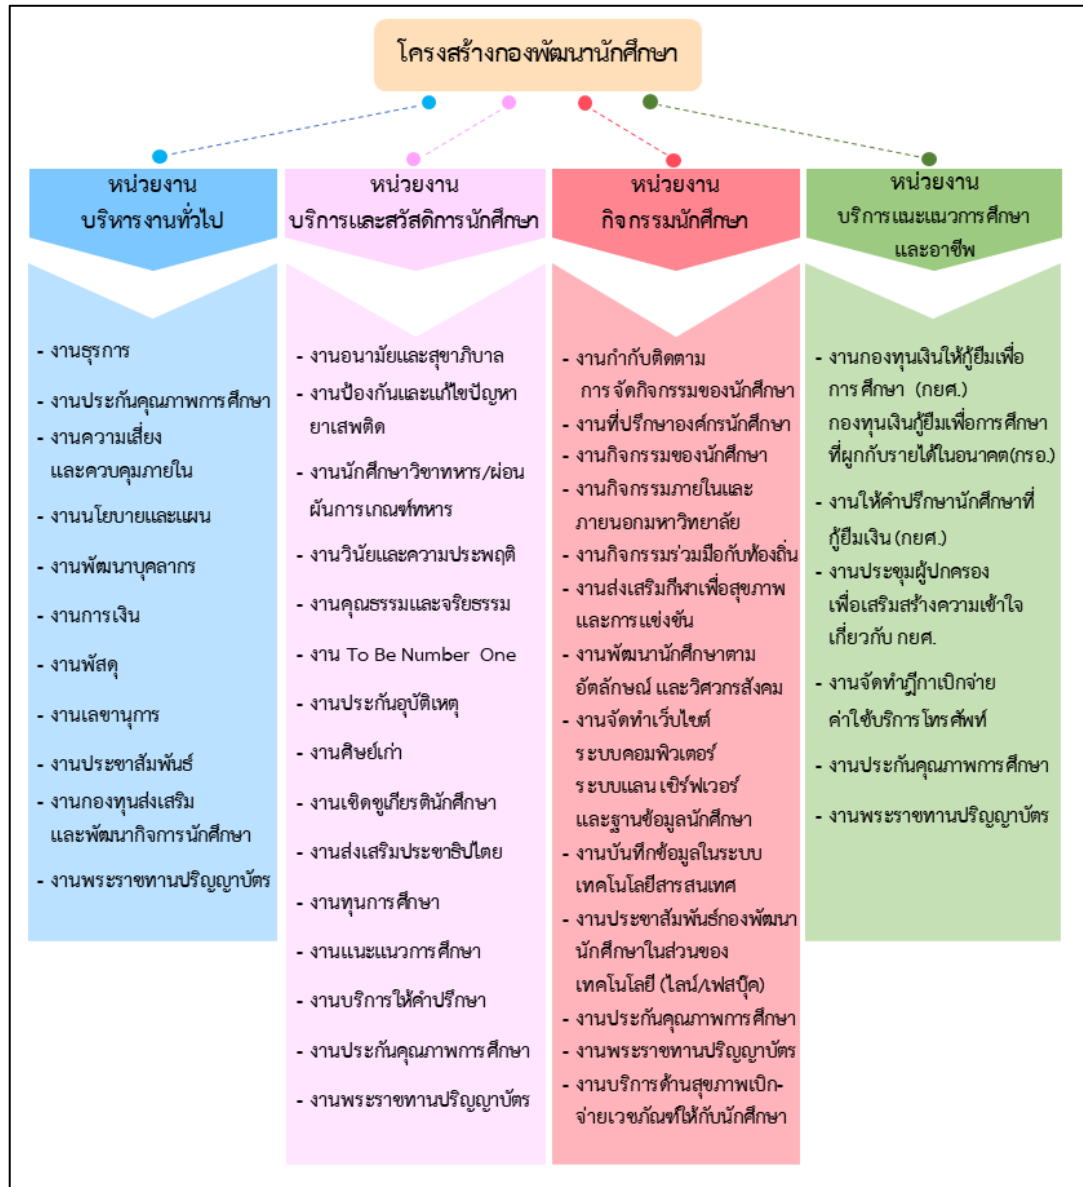 โครงสร้างกองพัฒนานักศึกษา
หน่วยงาน
บริหารงานทั่วไป
- งานธุรการ
- งานประกันคุณภาพการศึกษา
- งานความเสี่ยง
และควบคุมภายใน
- งานนโยบายและแผน
- งานพัฒนาบุคลากร
- งานการเงิน
- งานพัสดุ
- งานเลขานุการ
- งานประชาสัมพันธ์
- งานกองทุนส่งเสริม
และพัฒนากิจการนักศึกษา
- งานพระราชทานปริญญาบัตร
หน่วยงาน
บริการและสวัสดิการนักศึกษา
- งานอนามัยและสุขาภิบาล
- งานป้องกันและแก้ไขปัญหา
ยาเสพติด
- งานนักศึกษาวิชาทหาร/ผ่อน
ผันการเกณฑ์ทหาร
- งานวินัยและความประพฤติ
- งานคุณธรรมและจริยธรรม
- งาน To Be Number One
- งานประกันอุบัติเหตุ
- งานศิษย์เก่า
- งานเชิดชูเกียรตินักศึกษา
- งานส่งเสริมประชาธิปไตย
- งานทุนการศึกษา
- งานแนะแนวการศึกษา
- งานบริการให้คำปรึกษา
- งานประกันคุณภาพการศึกษา
- งานพระราชทานปริญญาบัตร
หน่วยงาน
กิจกรรมนักศึกษา
- งานกำกับติดตาม
การจัดกิจกรรมของนักศึกษา
- งานที่ปรึกษาองค์กรนักศึกษา
- งานกิจกรรมของนักศึกษา
- งานกิจกรรมภายในและ
ภายนอกมหาวิทยาลัย
- งานกิจกรรมร่วมมือกับท้องถิ่น
- งานส่งเสริมกีฬาเพื่อสุขภาพ
และการแข่งขัน
- งานพัฒนานักศึกษาตาม
อัตลักษณ์ และวิศวกรสังคม
- งานจัดทำเว็บไซต์
ระบบคอมพิวเตอร์
ระบบแลน เซิร์ฟเวอร์
และฐานข้อมูลนักศึกษา
- งานบันทึกข้อมูลในระบบ
เทคโนโลยีสารสนเทศ
- งานประชาสัมพันธ์กองพัฒนา
นักศึกษาในส่วนของ
เทคโนโลยี (ไลน์/เฟสบุ๊ค)
- งานประกันคุณภาพการศึกษา
- งานพระราชทานปริญญาบัตร
- งานบริการด้านสุขภาพเบิก-
จ่ายเวชภัณฑ์ให้กับนักศึกษา
หน่วยงาน
บริการแนะแนวการศึกษา
และอาชีพ
- งานกองทุนเงินให้กู้ยืมเพื่อ
การศึกษา (กยศ.)
กองทุนเงินกู้ยืมเพื่อการศึกษา
ที่ผูกกับรายได้ในอนาคต(กรอ.)
- งานให้คำปรึกษานักศึกษาที่
กู้ยืมเงิน (กยศ.)
- งานประชุมผู้ปกครอง
เพื่อเสริมสร้างความเข้าใจ
เกี่ยวกับ กยศ.
- งานจัดทำฎีกาเบิกจ่าย
ค่าใช้บริการโทรศัพท์
- งานประกันคุณภาพการศึกษา
- งานพระราชทานปริญญาบัตร